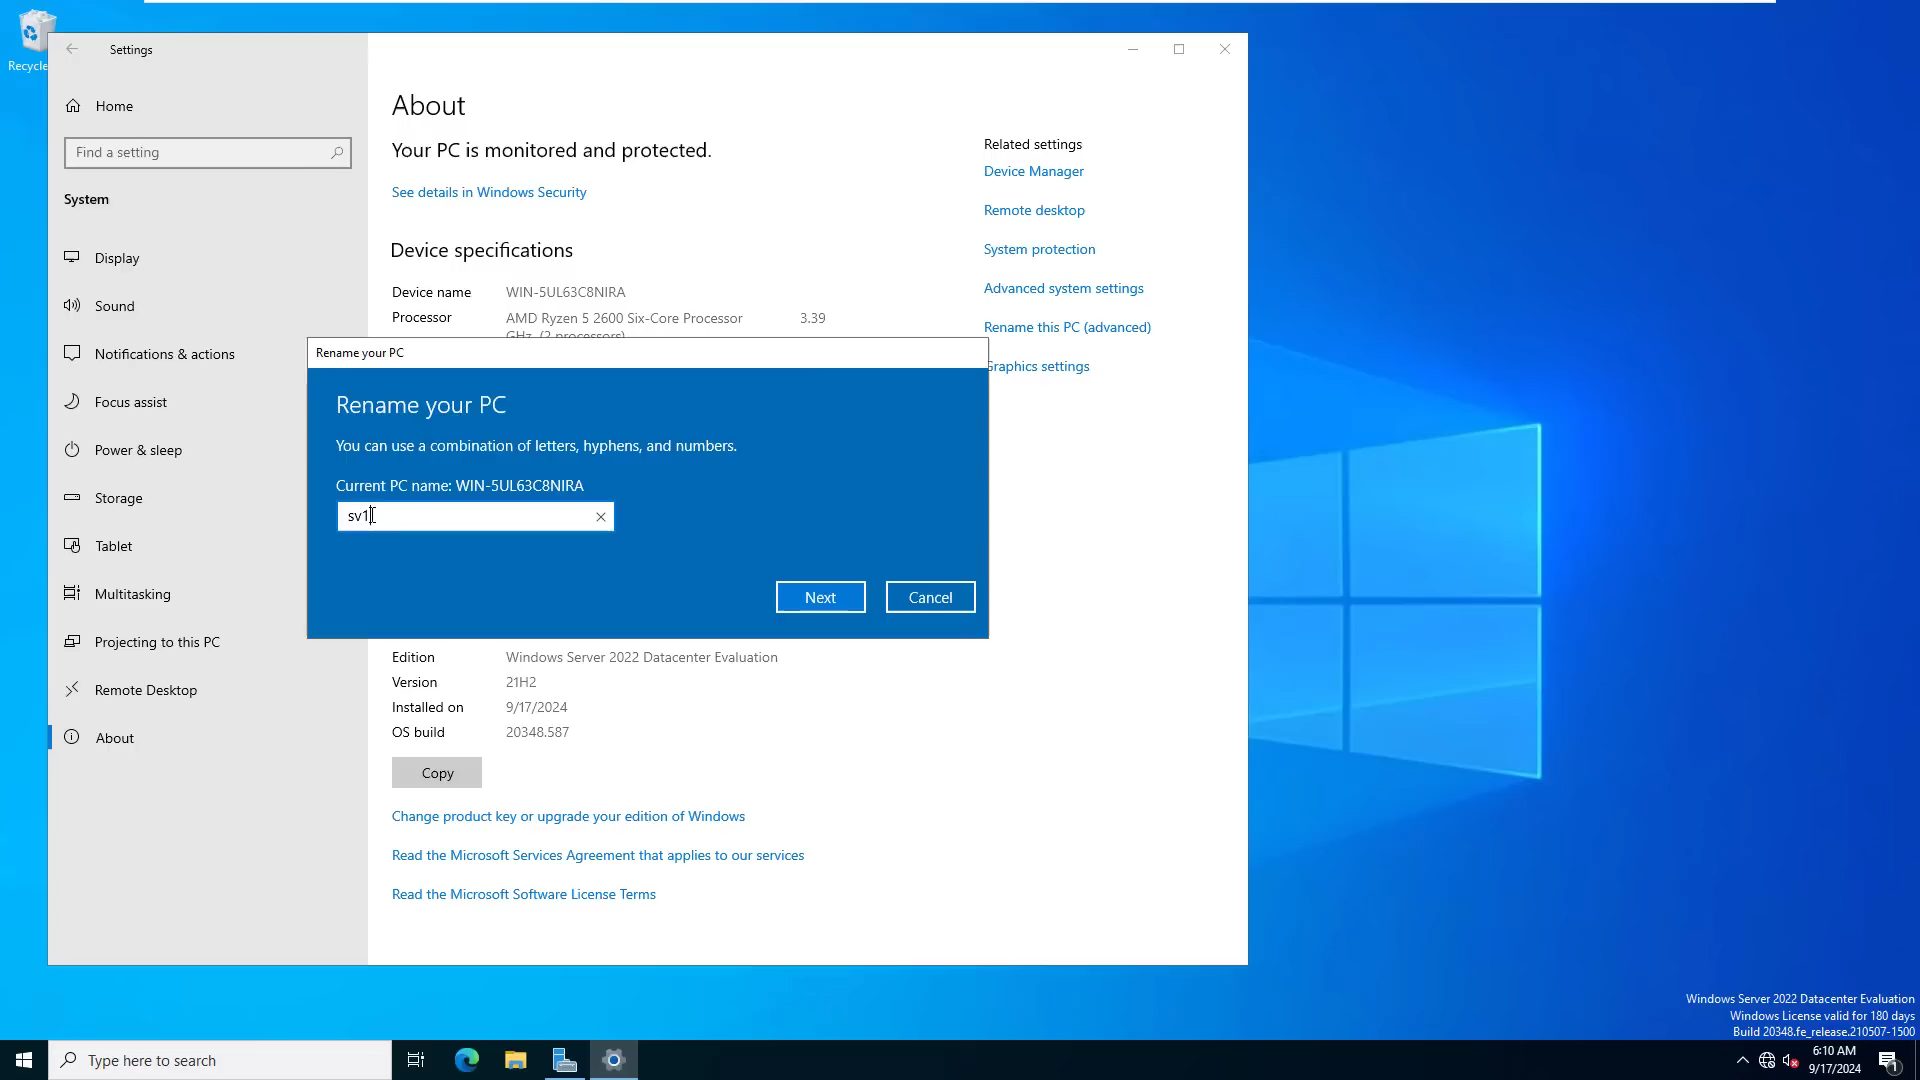 Recycle
Settings
Home
Find a setting
System
Display
Sound
Notifications & actions
Focus assist
Power & sleep
Storage
Tablet
Multitasking
Projecting to this PC
Remote Desktop
About
About
Your PC is monitored and protected.
See details in Windows Security
Device specifications
Device name WIN-5UL63C8NIRA
Processor AMD Ryzen 5 2600 Six-Core Processor 3.39
GHz (2 processors)
Related settings
Device Manager
Remote desktop
System protection
Advanced system settings
Rename this PC (advanced)
Graphics settings
Rename your PC
Rename your PC
You can use a combination of letters, hyphens, and numbers.
Current PC name: WIN-5UL63C8NIRA
sv1
Next Cancel
Edition Windows Server 2022 Datacenter Evaluation
Version 21H2
Installed on 9/17/2024
OS build 20348.587
Copy
Change product key or upgrade your edition of Windows
Read the Microsoft Services Agreement that applies to our services
Read the Microsoft Software License Terms
Windows Server 2022 Datacenter Evaluation
Windows License valid for 180 days
Build 20348.fe_release.210507-1500
Type here to search
6:10 AM
9/17/2024
1